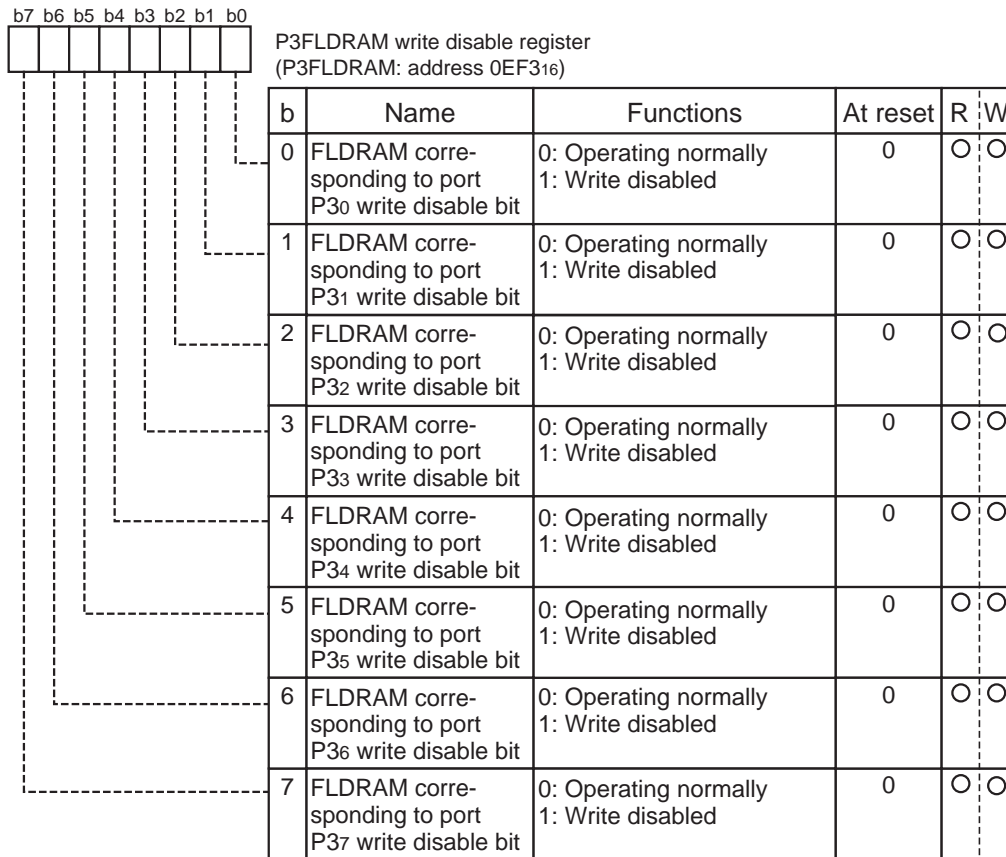 b7 b6 b5 b4 b3 b2 b1 b0
P3FLDRAM write disable register
(P3FLDRAM: address 0EF316)
b Name Functions At reset R W
0 FLDRAM corre- 0: Operating normally 0 ○ ○
sponding to port 1: Write disabled
P30 write disable bit
1 FLDRAM corre- 0: Operating normally 0 ○ ○
sponding to port 1: Write disabled
P31 write disable bit
2 FLDRAM corre- 0: Operating normally 0 ○ ○
sponding to port 1: Write disabled
P32 write disable bit
3 FLDRAM corre- 0: Operating normally 0 ○ ○
sponding to port 1: Write disabled
P33 write disable bit
4 FLDRAM corre- 0: Operating normally 0 ○ ○
sponding to port 1: Write disabled
P34 write disable bit
5 FLDRAM corre- 0: Operating normally 0 ○ ○
sponding to port 1: Write disabled
P35 write disable bit
6 FLDRAM corre- 0: Operating normally 0 ○ ○
sponding to port 1: Write disabled
P36 write disable bit
7 FLDRAM corre- 0: Operating normally 0 ○ ○
sponding to port 1: Write disabled
P37 write disable bit